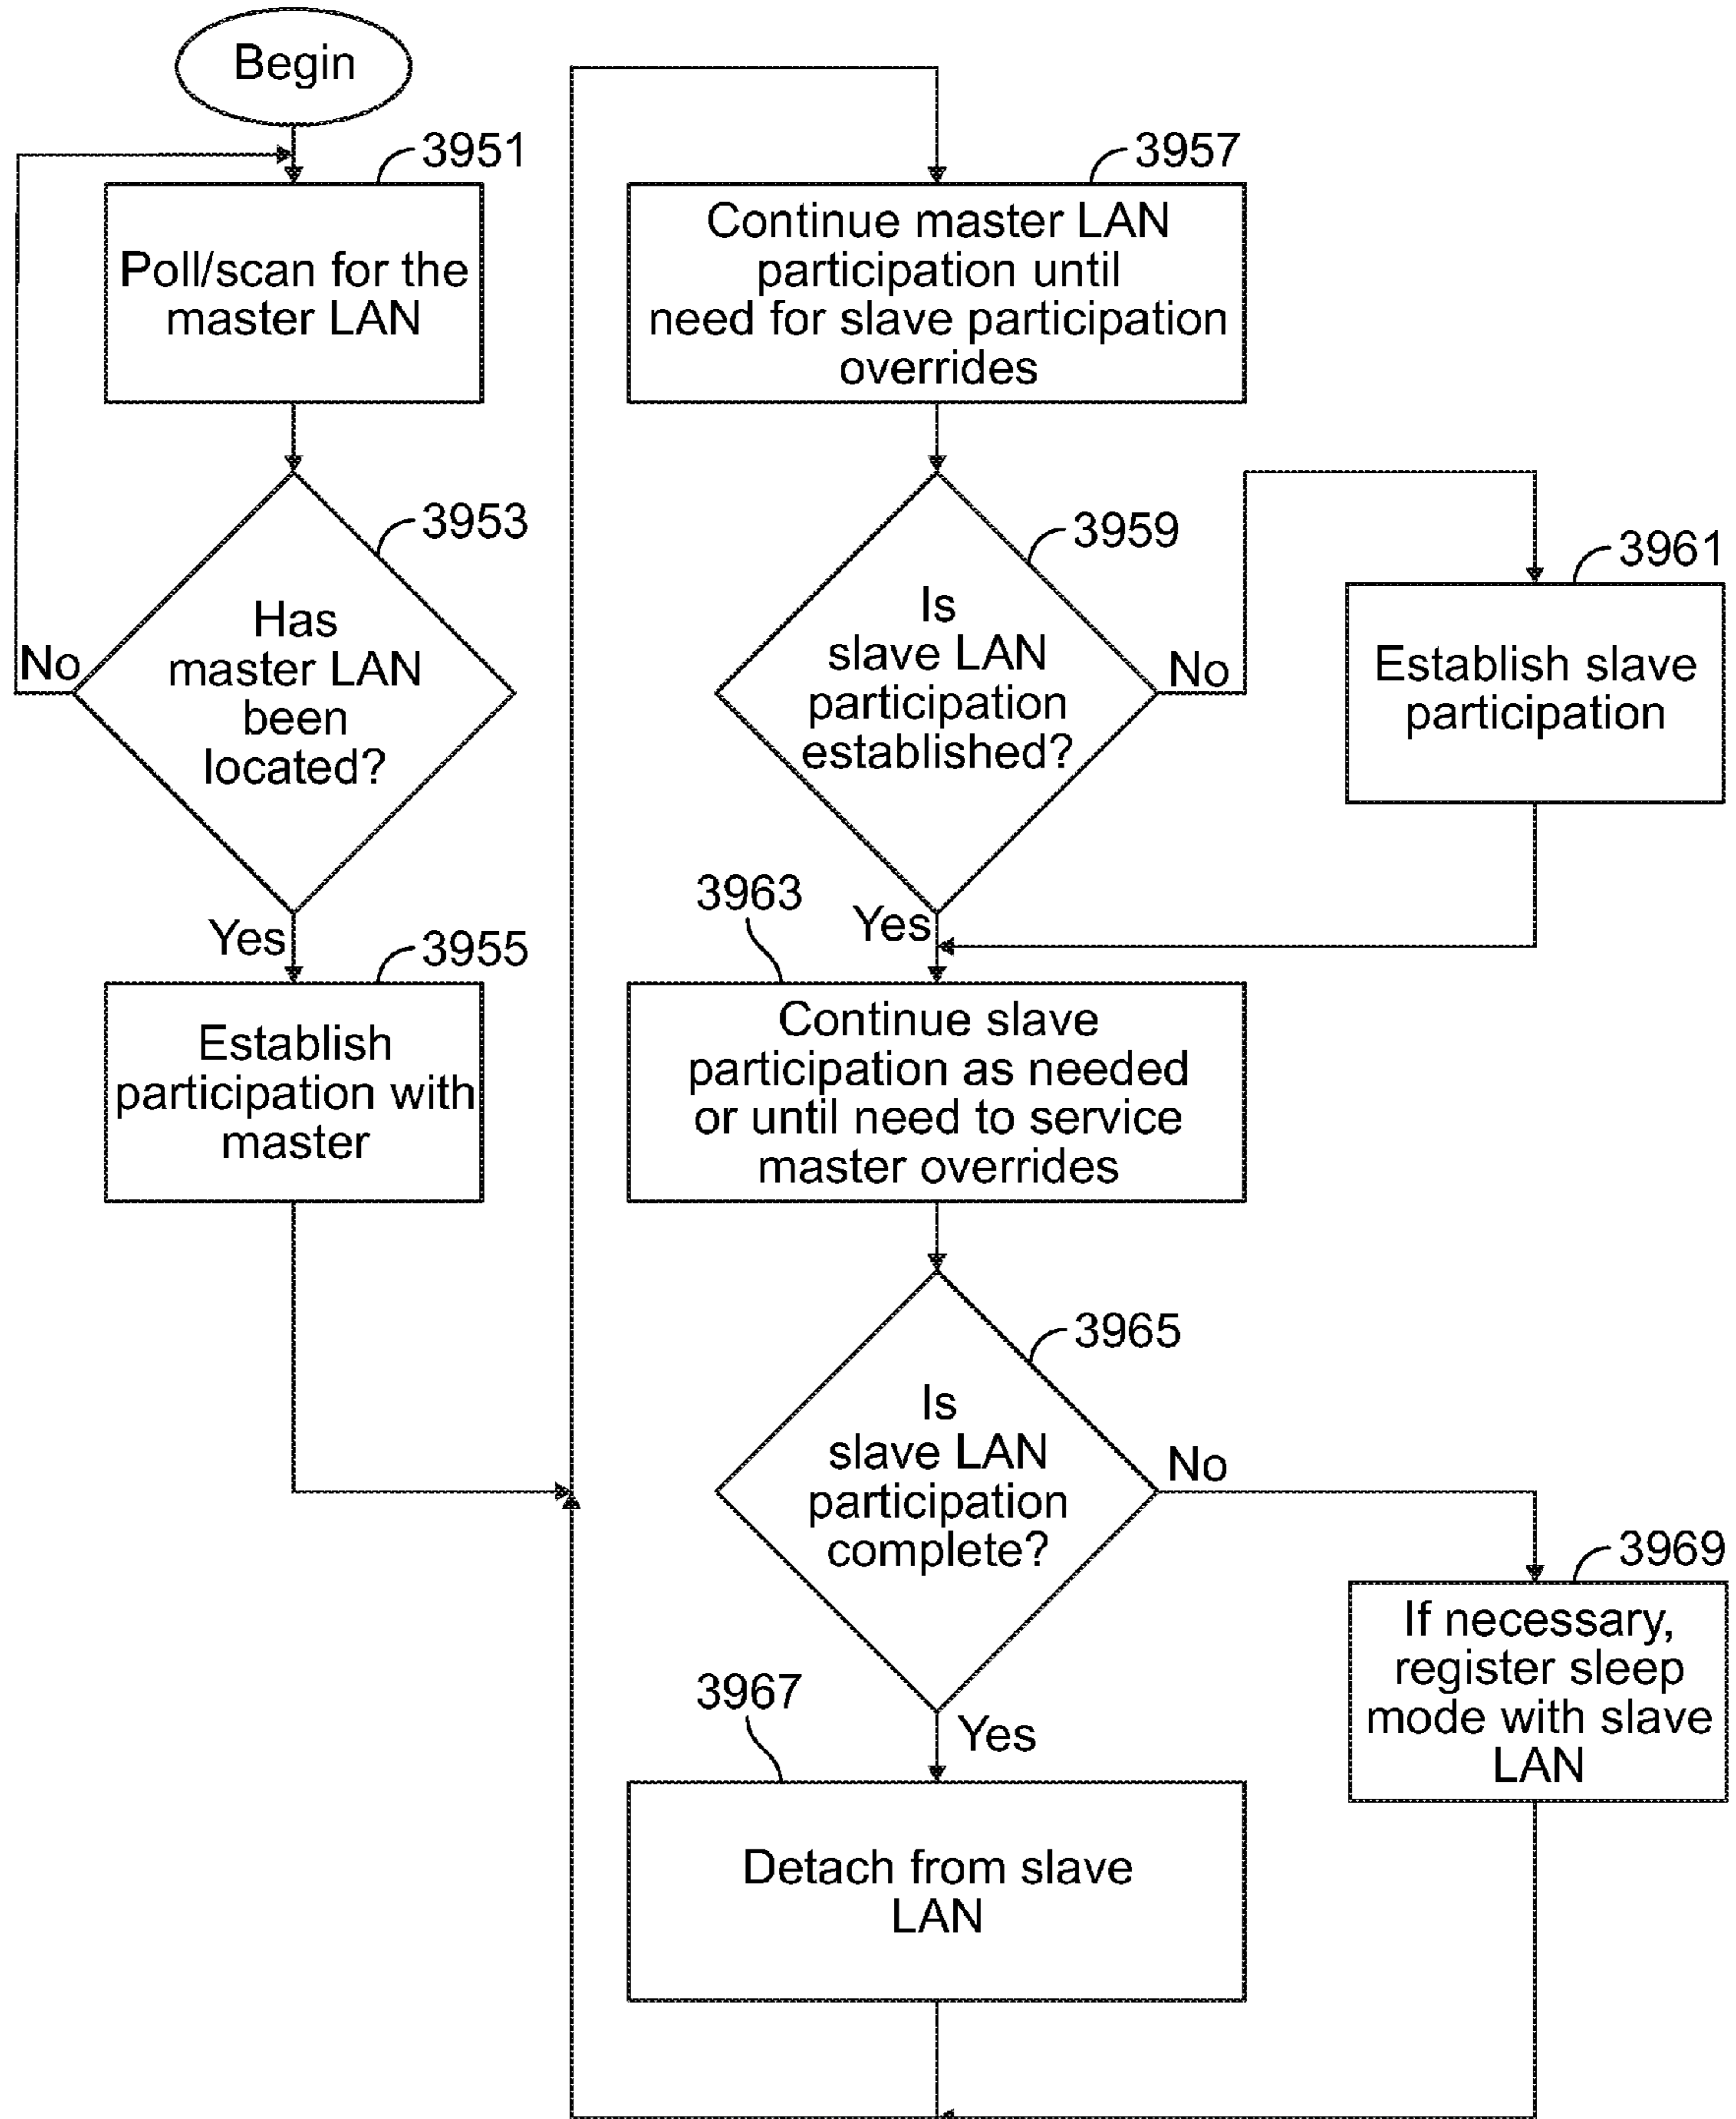 Begin
3951
Poll/scan for the
master LAN
3953
Has
master LAN
been
located?
No
Yes
3955
Establish
participation with
master
3957
Continue master LAN
participation until
need for slave participation
overrides
3959
Is
slave LAN
participation
established?
No
3961
Establish slave
participation
Yes
3963
Continue slave
participation as needed
or until need to service
master overrides
3965
Is
slave LAN
participation
complete?
No
3969
If necessary,
register sleep
mode with slave
LAN
Yes
3967
Detach from slave
LAN